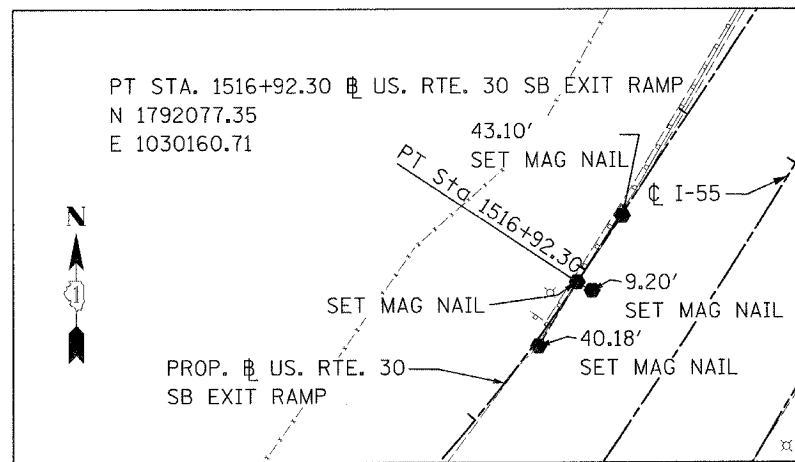 PT STA. 1516+92.30 ⅊ US. RTE. 30 SB EXIT RAMP
N 1792077.35
E 1030160.71
43.10'
SET MAG NAIL
PT Sta 1516+92.30
℄ I-55
N
1
SET MAG NAIL
9.20'
SET MAG NAIL
40.18'
SET MAG NAIL
PROP. ⅊ US. RTE. 30
SB EXIT RAMP